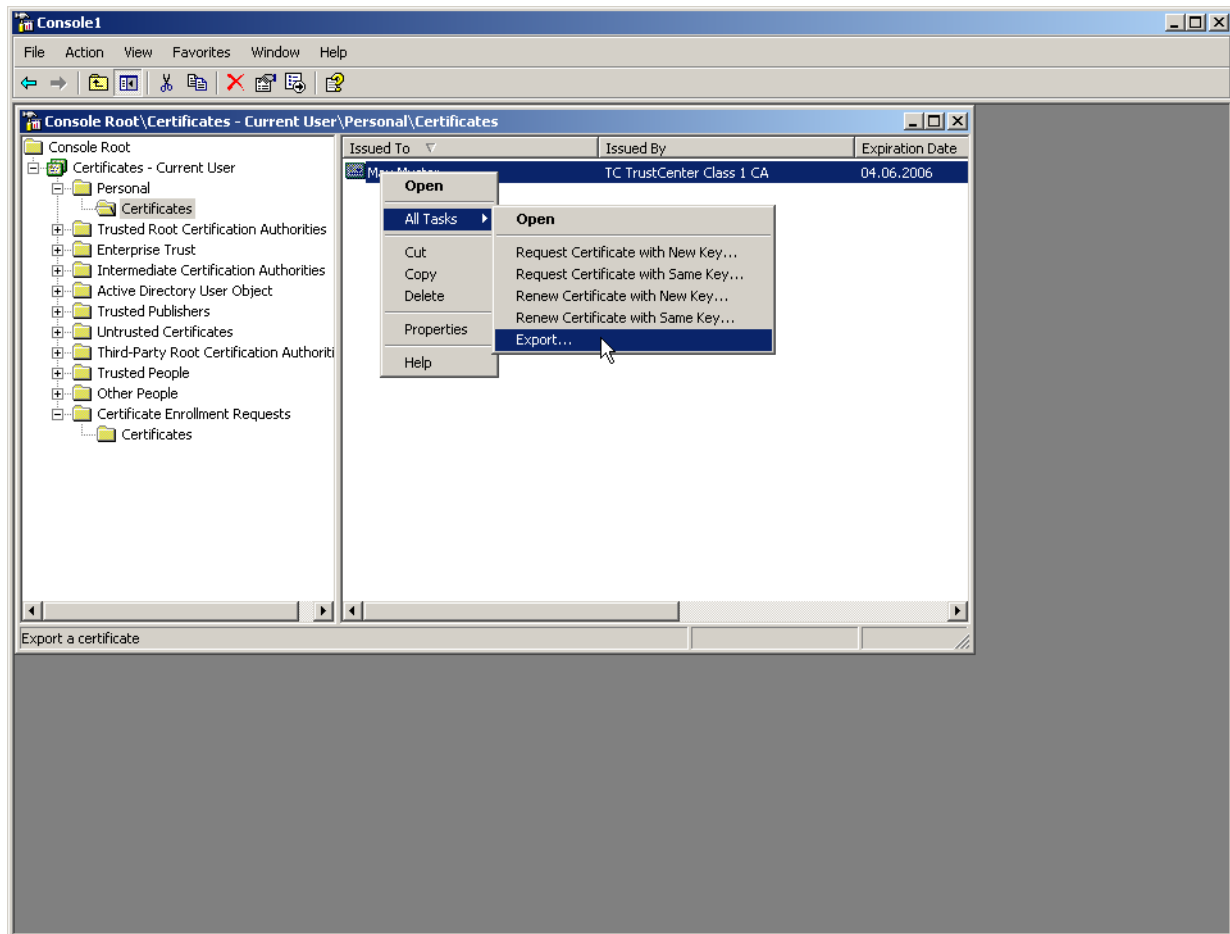 Console1
File Action View Favorites Window Help
Console Root\Certificates - Current User\Personal\Certificates
Console Root
Certificates - Current User
Personal
Certificates
Trusted Root Certification Authorities
Enterprise Trust
Intermediate Certification Authorities
Active Directory User Object
Trusted Publishers
Untrusted Certificates
Third-Party Root Certification Authoriti
Trusted People
Other People
Certificate Enrollment Requests
Certificates
Issued To Issued By Expiration Date
TC TrustCenter Class 1 CA 04.06.2006
Open
All Tasks
Cut
Copy
Delete
Properties
Help
Open
Request Certificate with New Key...
Request Certificate with Same Key...
Renew Certificate with New Key...
Renew Certificate with Same Key...
Export...
Export a certificate